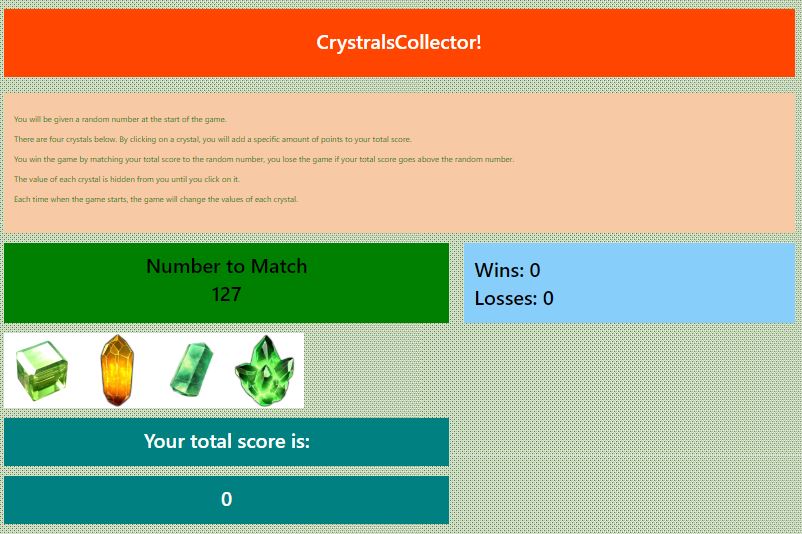 CrystralsCollector!
You will be given a random number at the start of the game.
There are four crystals below. By clicking on a crystal, you will add a specific amount of points to your total score.
You win the game by matching your total score to the random number, you lose the game if your total score goes above the random number.
The value of each crystal is hidden from you until you click on it.
Each time when the game starts, the game will change the values of each crystal.
Number to Match
127
Wins: 0
Losses: 0
Your total score is:
0